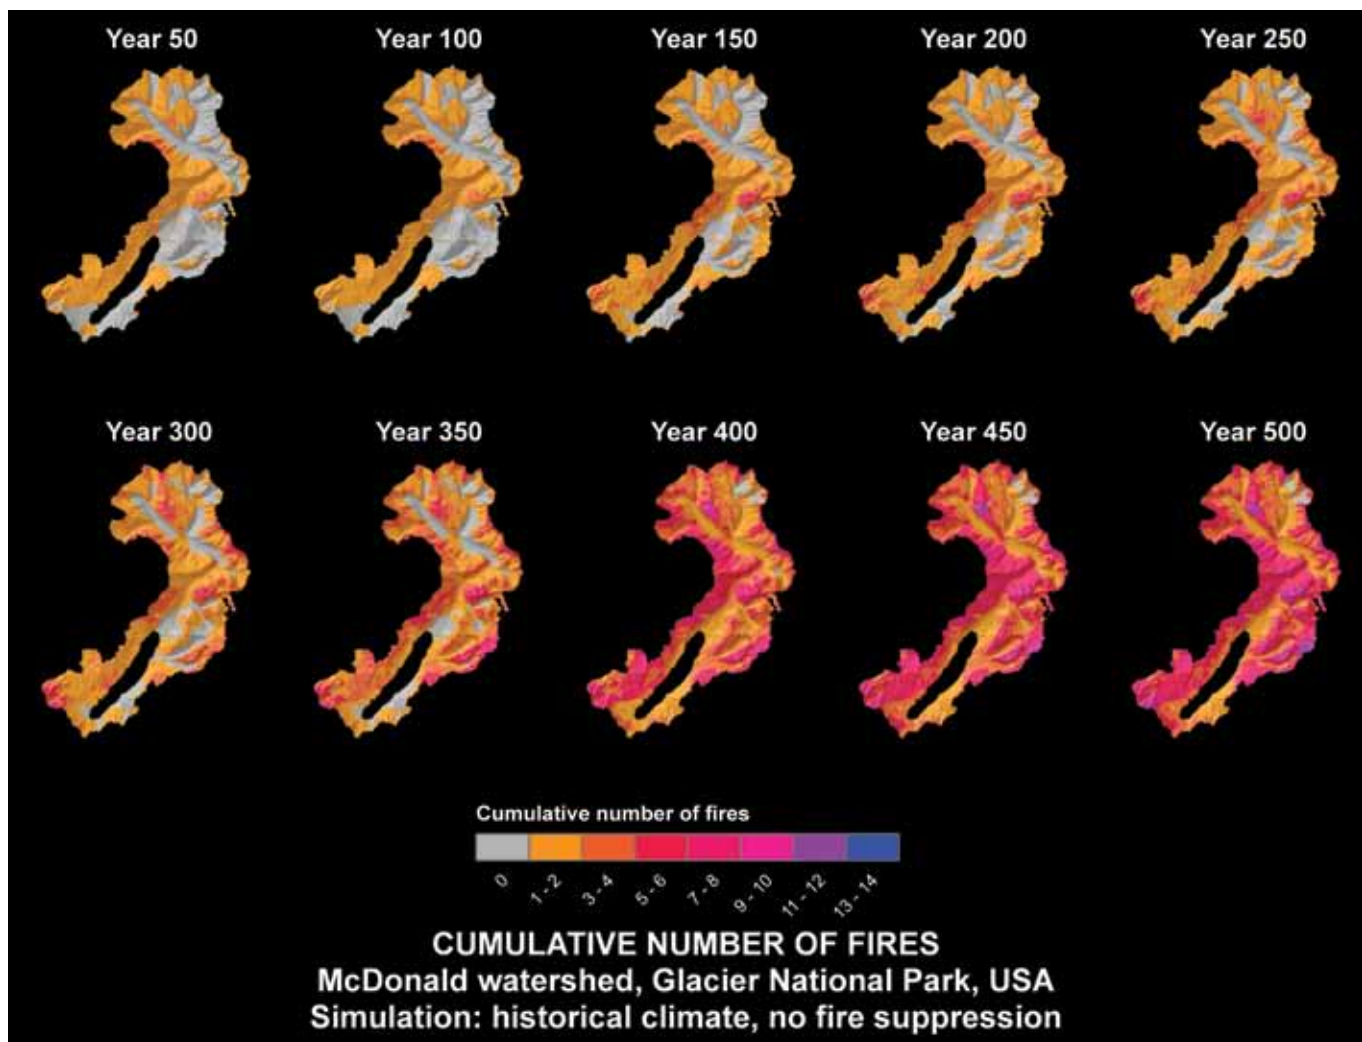 Year 50
Year 100
Year 150
Year 200
Year 250
Year 300
Year 350
Year 400
Year 450
Year 500
Cumulative number of fires
0
1 - 2
3 - 4
5 - 6
7 - 8
9 - 10
11 - 12
13 - 14
CUMULATIVE NUMBER OF FIRES
McDonald watershed, Glacier National Park, USA
Simulation: historical climate, no fire suppression